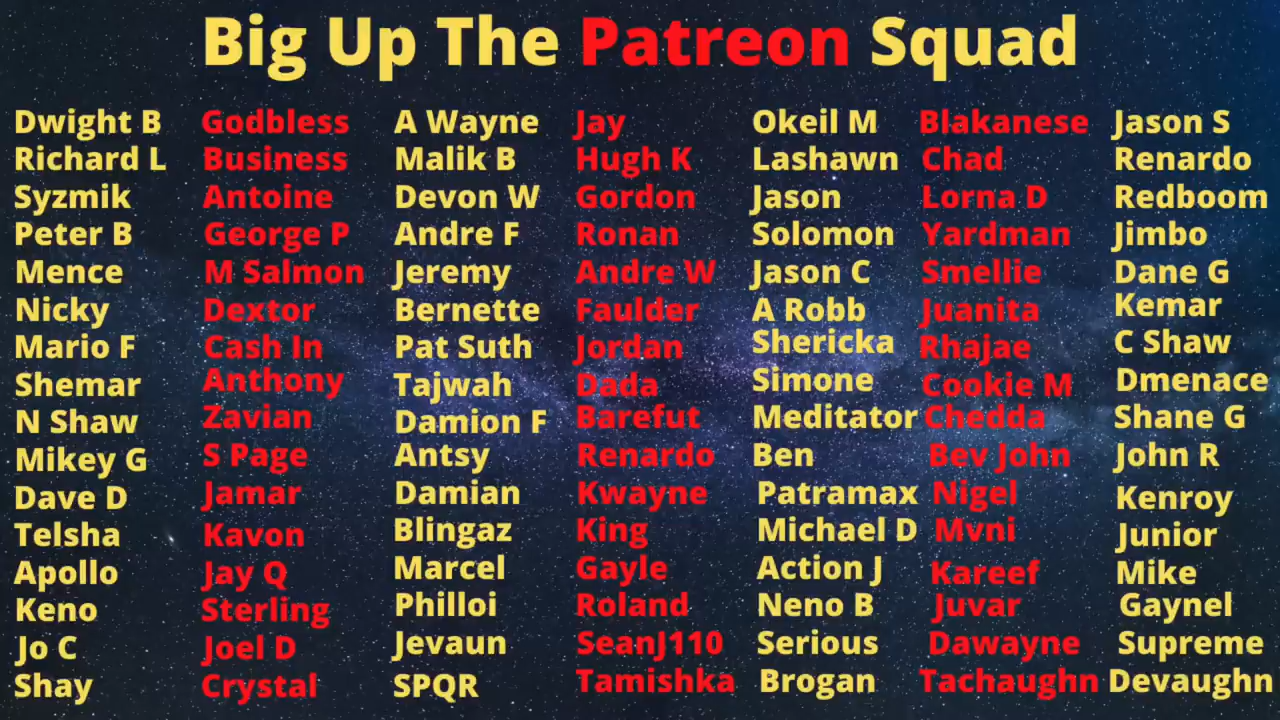 Big Up The Patreon Squad
Dwight B
Richard L
Syzmik
Peter B
Mence
Nicky
Mario F
Shemar
N Shaw
Mikey G
Dave D
Telsha
Apollo
Keno
Jo C
Shay
Godbless
Business
Antoine
George P
M Salmon
Dextor
Cash In
Anthony
Zavian
S Page
Jamar
Kavon
Jay Q
Sterling
Joel D
Crystal
A Wayne
Malik B
Devon W
Andre F
Jeremy
Bernette
Pat Suth
Tajwah
Damion F
Antsy
Damian
Blingaz
Marcel
Philloi
Jevaun
SPQR
Jay
Hugh K
Gordon
Ronan
Andre W
Faulder
Jordan
Dada
Barefut
Renardo
Kwayne
King
Gayle
Roland
SeanJ110
Tamishka
Okeil M
Lashawn
Jason
Solomon
Jason C
A Robb
Shericka
Simone
Meditator
Ben
Patramax
Michael D
Action J
Neno B
Serious
Brogan
Blakanese
Chad
Lorna D
Yardman
Smellie
Juanita
Rhajae
Cookie M
Chedda
Bev John
Nigel
Mvni
Kareef
Juvar
Dawayne
Tachaughn
Jason S
Renardo
Redboom
Jimbo
Dane G
Kemar
C Shaw
Dmenace
Shane G
John R
Kenroy
Junior
Mike
Gaynel
Supreme
Devaughn